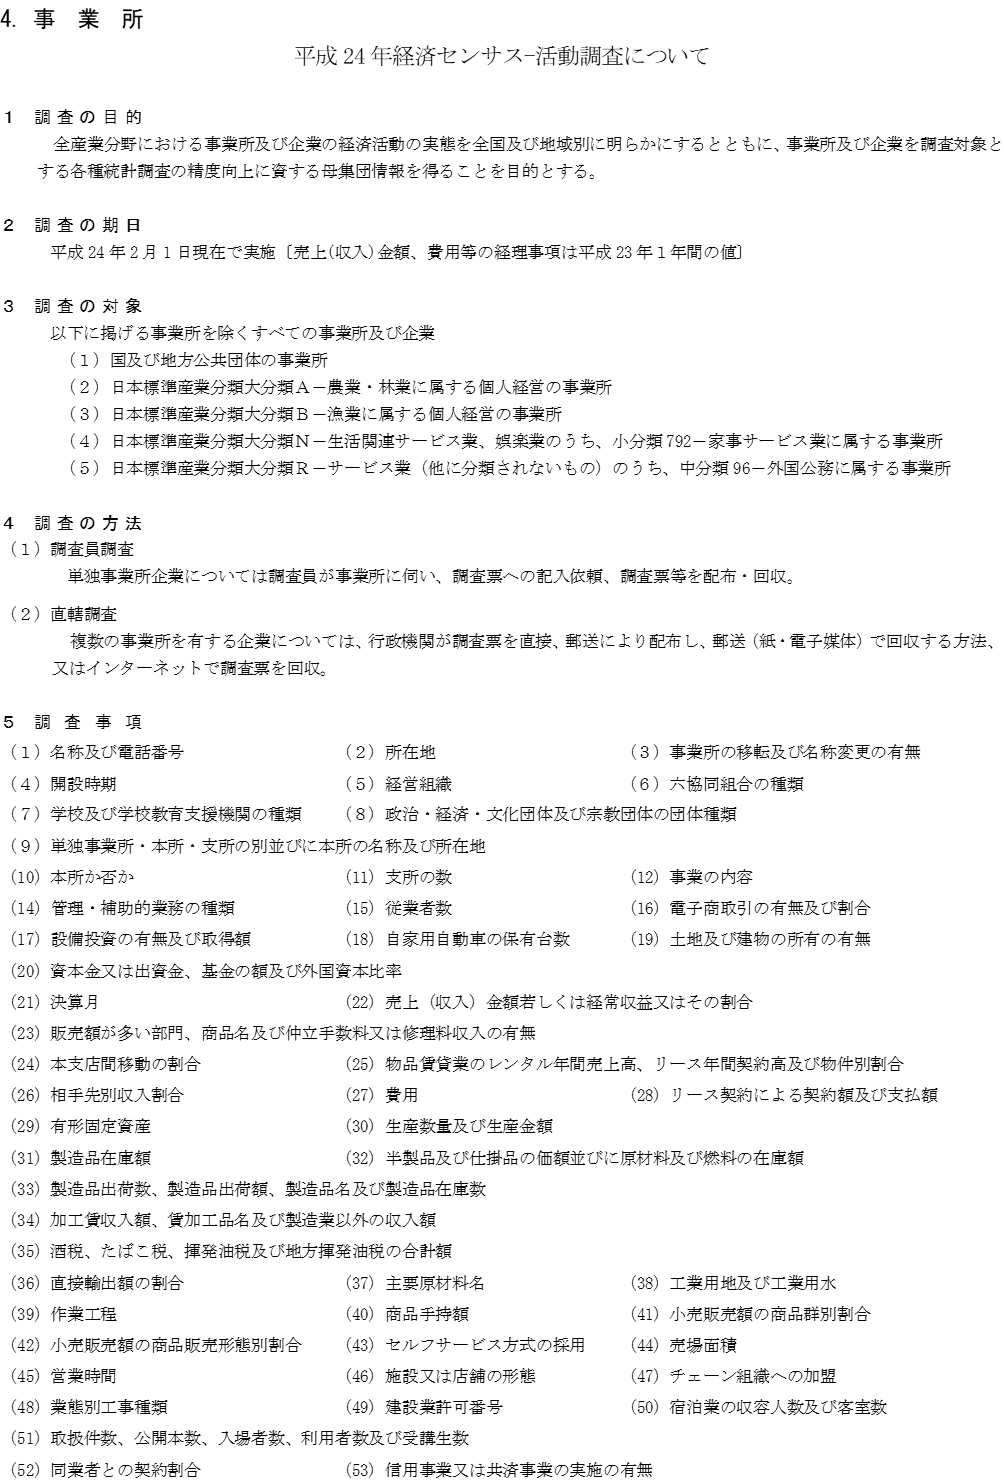 4. 事　業　所
平成 24 年経済センサス-活動調査について
１　調 査 の 目 的
全産業分野における事業所及び企業の経済活動の実態を全国及び地域別に明らかにするとともに、事業所及び企業を調査対象と
する各種統計調査の精度向上に資する母集団情報を得ることを目的とする。
２　調 査 の 期 日
平成 24 年 2 月 1 日現在で実施〔売上(収入)金額、費用等の経理事項は平成 23 年 1 年間の値〕
３　調 査 の 対 象
以下に掲げる事業所を除くすべての事業所及び企業
（1）国及び地方公共団体の事業所
（2）日本標準産業分類大分類Ａ－農業・林業に属する個人経営の事業所
（3）日本標準産業分類大分類Ｂ－漁業に属する個人経営の事業所
（4）日本標準産業分類大分類Ｎ－生活関連サービス業、娯楽業のうち、小分類 792－家事サービス業に属する事業所
（5）日本標準産業分類大分類Ｒ－サービス業（他に分類されないもの）のうち、中分類 96－外国公務に属する事業所
４　調 査 の 方 法
（1）調査員調査
単独事業所企業については調査員が事業所に伺い、調査票への記入依頼、調査票等を配布・回収。
（2）直轄調査
複数の事業所を有する企業については、行政機関が調査票を直接、郵送により配布し、郵送（紙・電子媒体）で回収する方法、
又はインターネットで調査票を回収。
５　調　査　事　項
（1）名称及び電話番号　（2）所在地　（3）事業所の移転及び名称変更の有無
（4）開設時期　（5）経営組織　（6）六協同組合の種類
（7）学校及び学校教育支援機関の種類　（8）政治・経済・文化団体及び宗教団体の団体種類
（9）単独事業所・本所・支所の別並びに本所の名称及び所在地
(10) 本所か否か　(11) 支所の数　(12) 事業の内容
(14) 管理・補助的業務の種類　(15) 従業者数　(16) 電子商取引の有無及び割合
(17) 設備投資の有無及び取得額　(18) 自家用自動車の保有台数　(19) 土地及び建物の所有の有無
(20) 資本金又は出資金、基金の額及び外国資本比率
(21) 決算月　(22) 売上（収入）金額若しくは経常収益又はその割合
(23) 販売額が多い部門、商品名及び仲立手数料又は修理料収入の有無
(24) 本支店間移動の割合　(25) 物品賃貸業のレンタル年間売上高、リース年間契約高及び物件別割合
(26) 相手先別収入割合　(27) 費用　(28) リース契約による契約額及び支払額
(29) 有形固定資産　(30) 生産数量及び生産金額
(31) 製造品在庫額　(32) 半製品及び仕掛品の価額並びに原材料及び燃料の在庫額
(33) 製造品出荷数、製造品出荷額、製造品名及び製造品在庫数
(34) 加工賃収入額、賃加工品名及び製造業以外の収入額
(35) 酒税、たばこ税、揮発油税及び地方揮発油税の合計額
(36) 直接輸出額の割合　(37) 主要原材料名　(38) 工業用地及び工業用水
(39) 作業工程　(40) 商品手持額　(41) 小売販売額の商品群別割合
(42) 小売販売額の商品販売形態別割合　(43) セルフサービス方式の採用　(44) 売場面積
(45) 営業時間　(46) 施設又は店舗の形態　(47) チェーン組織への加盟
(48) 業態別工事種類　(49) 建設業許可番号　(50) 宿泊業の収容人数及び客室数
(51) 取扱件数、公開本数、入場者数、利用者数及び受講生数
(52) 同業者との契約割合　(53) 信用事業又は共済事業の実施の有無